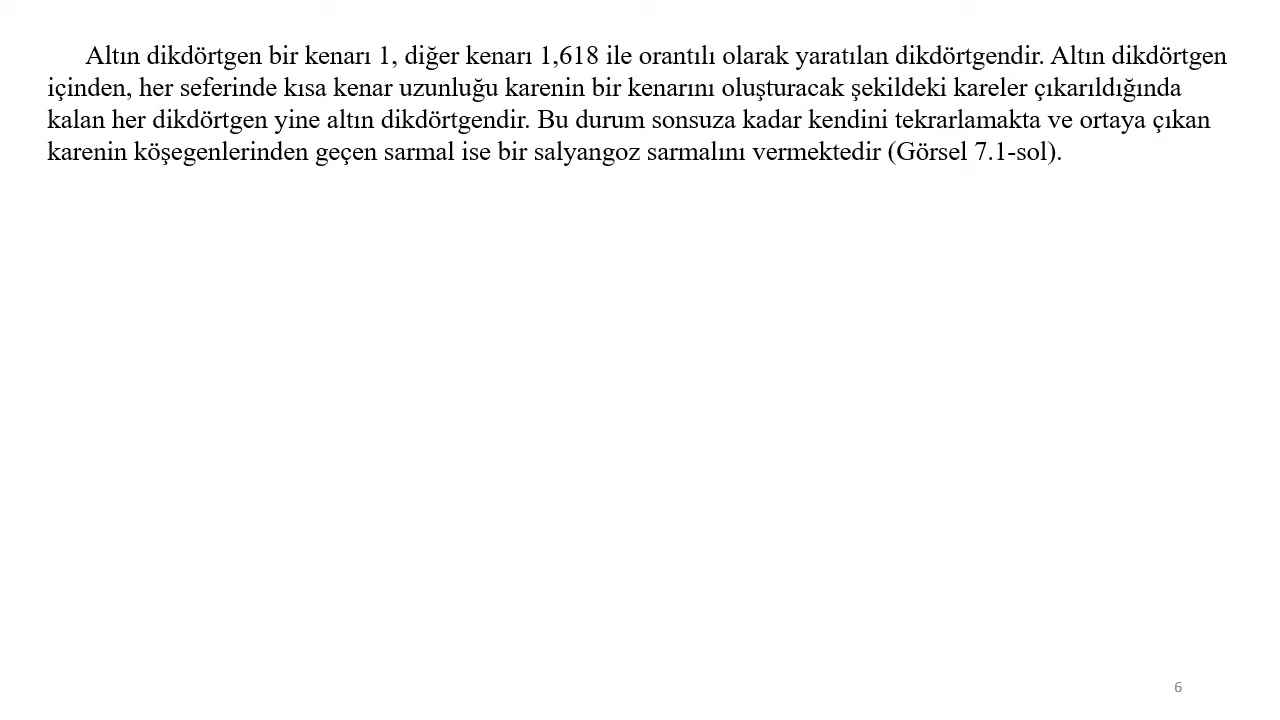 Altın dikdörtgen bir kenarı 1, diğer kenarı 1,618 ile orantılı olarak yaratılan dikdörtgendir. Altın dikdörtgen
içinden, her seferinde kısa kenar uzunluğu karenin bir kenarını oluşturacak şekildeki kareler çıkarıldığında
kalan her dikdörtgen yine altın dikdörtgendir. Bu durum sonsuza kadar kendini tekrarlamakta ve ortaya çıkan
karenin köşegenlerinden geçen sarmal ise bir salyangoz sarmalını vermektedir (Görsel 7.1-sol).
6